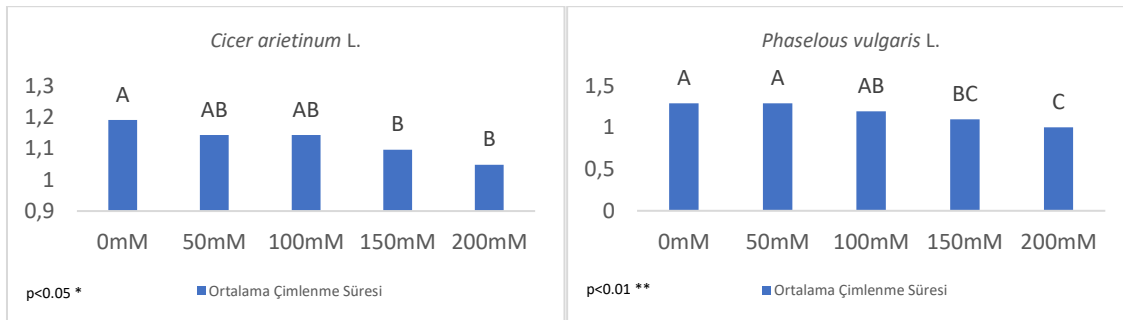 Cicer arietinum L.
1,3
1,2
1,1
1
0,9
A
AB
AB
B
B
0mM 50mM 100mM 150mM 200mM
p<0.05 *
Ortalama Çimlenme Süresi
Phaselous vulgaris L.
1,5
1
0,5
0
A
A
AB
BC
C
0mM 50mM 100mM 150mM 200mM
p<0.01 **
Ortalama Çimlenme Süresi